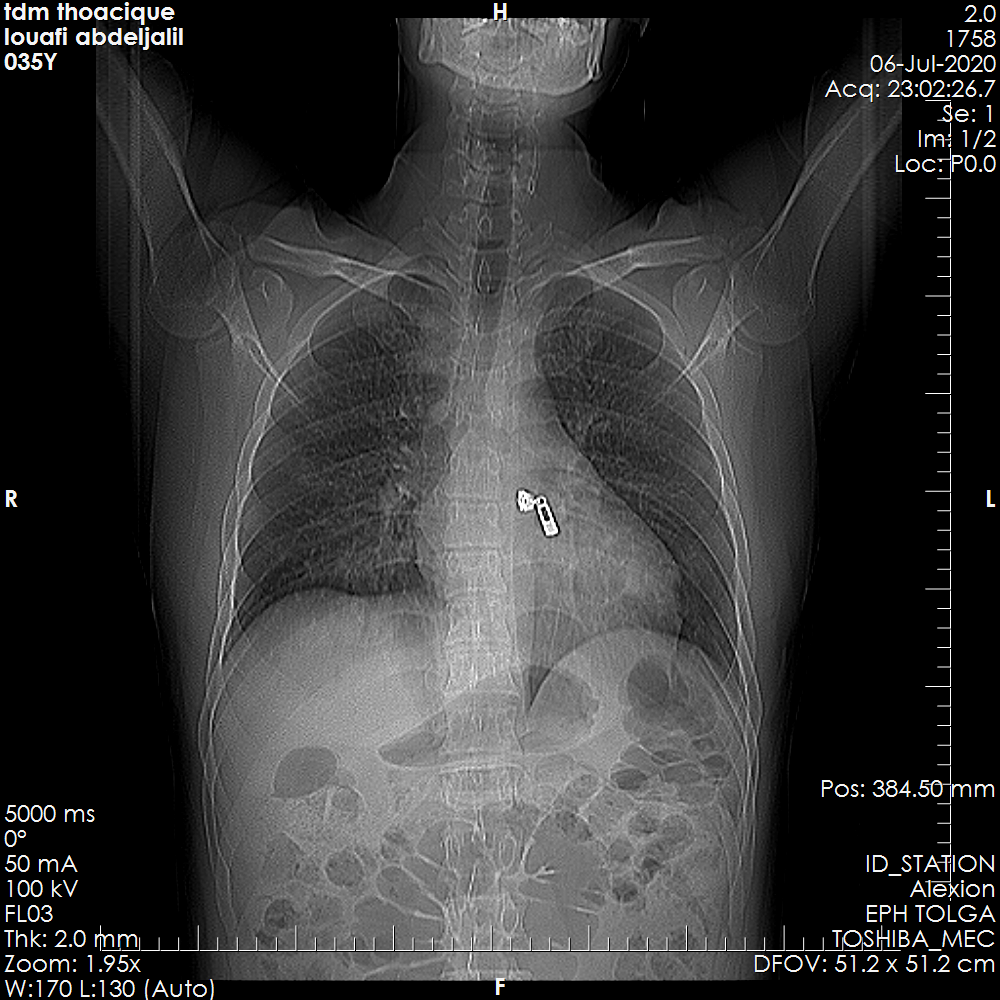 tdm thoacique
louafi abdeljalil
035Y
H
2.0
1758
06-Jul-2020
Acq: 23:02:26.7
Se: 1
Im: 1/2
Loc: P0.0
R
L
Pos: 384.50 mm
5000 ms
0°
50 mA
100 kV
FL03
Thk: 2.0 mm
Zoom: 1.95x
W:170 L:130 (Auto)
F
ID_STATION
Alexion
EPH TOLGA
TOSHIBA_MEC
DFOV: 51.2 x 51.2 cm